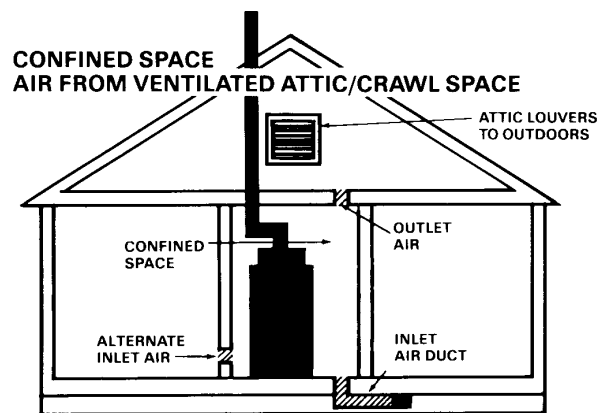 CONFINED SPACE
AIR FROM VENTILATED ATTIC/CRAWL SPACE
ATTIC LOUVERS
TO OUTDOORS
OUTLET
AIR
CONFINED
SPACE
ALTERNATE
INLET AIR
INLET
AIR DUCT